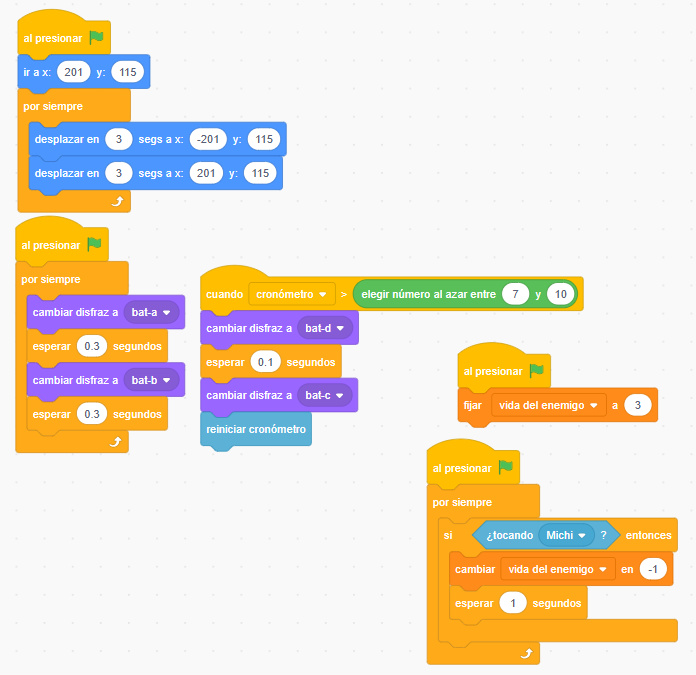 al presionar
ir a x: 201 y: 115
por siempre
desplazar en 3 segs a x: -201 y: 115
desplazar en 3 segs a x: 201 y: 115
al presionar
por siempre
cambiar disfraz a bat-a
esperar 0.3 segundos
cambiar disfraz a bat-b
esperar 0.3 segundos
cuando cronómetro > elegir número al azar entre 7 y 10
cambiar disfraz a bat-d
esperar 0.1 segundos
cambiar disfraz a bat-c
reiniciar cronómetro
al presionar
fijar vida del enemigo a 3
al presionar
por siempre
si ¿tocando Michi ? entonces
cambiar vida del enemigo en -1
esperar 1 segundos